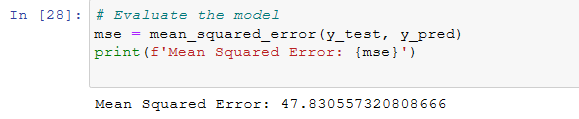 In [28]: # Evaluate the model
mse = mean_squared_error(y_test, y_pred)
print(f'Mean Squared Error: {mse}')
Mean Squared Error: 47.830557320808666